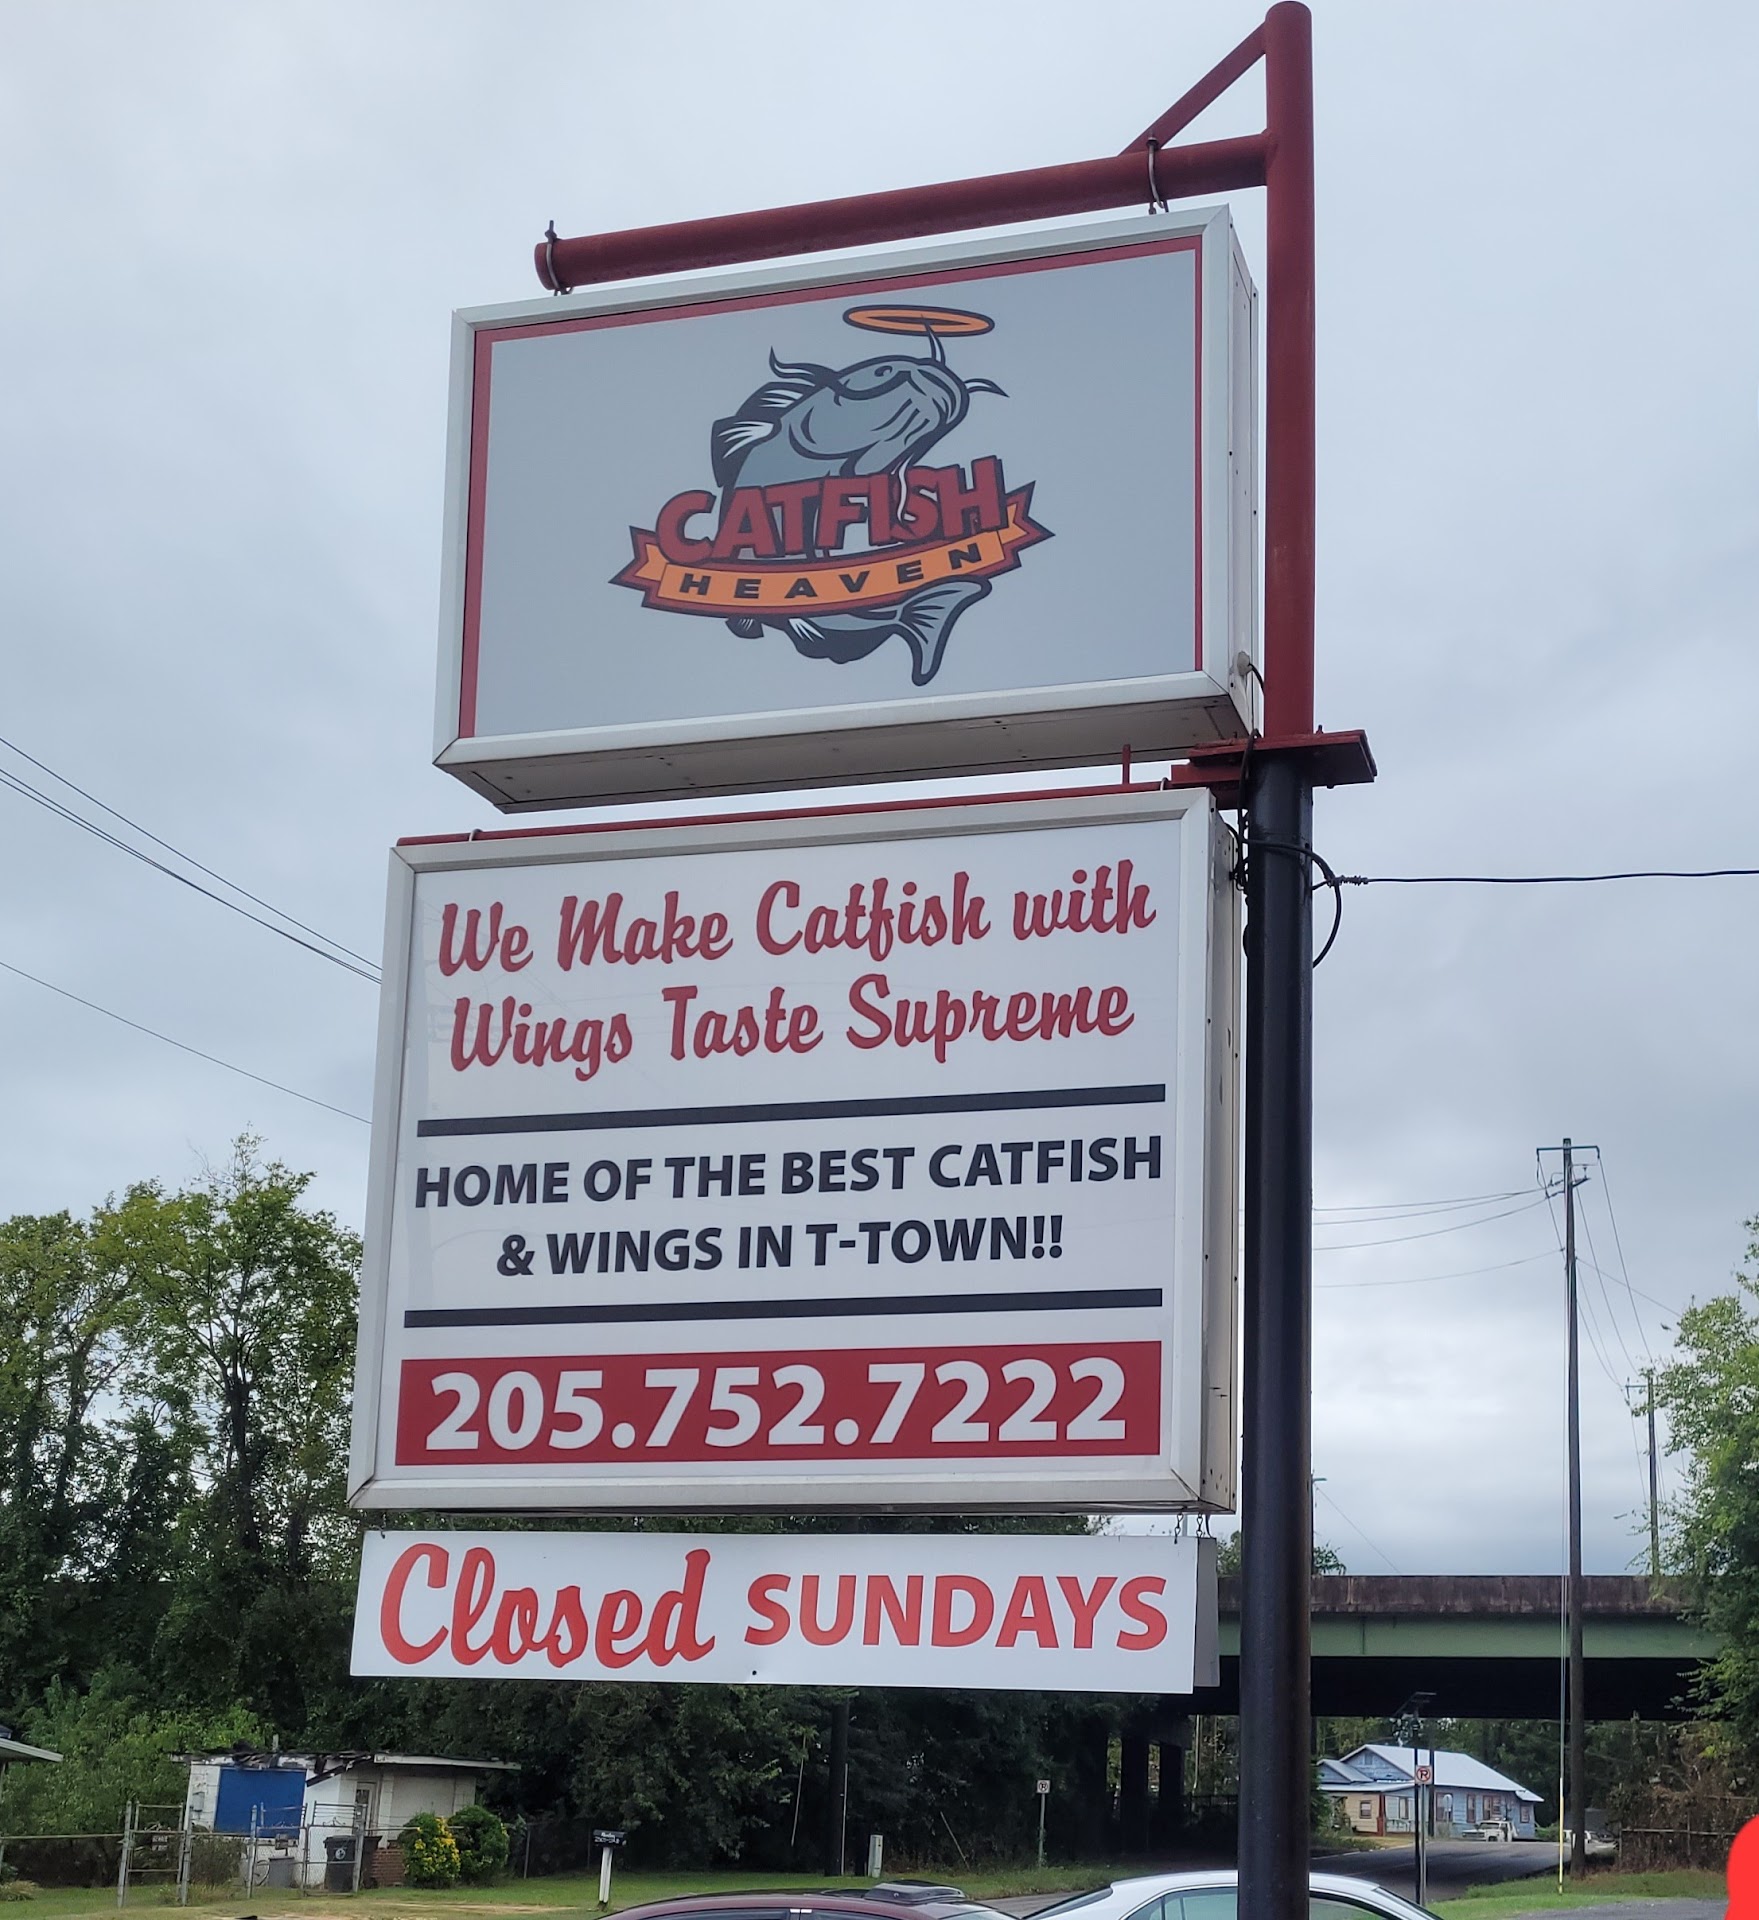 CATFISH
HEAVEN
We Make Catfish with
Wings Taste Supreme
HOME OF THE BEST CATFISH
& WINGS IN T-TOWN!!
205.752.7222
Closed SUNDAYS